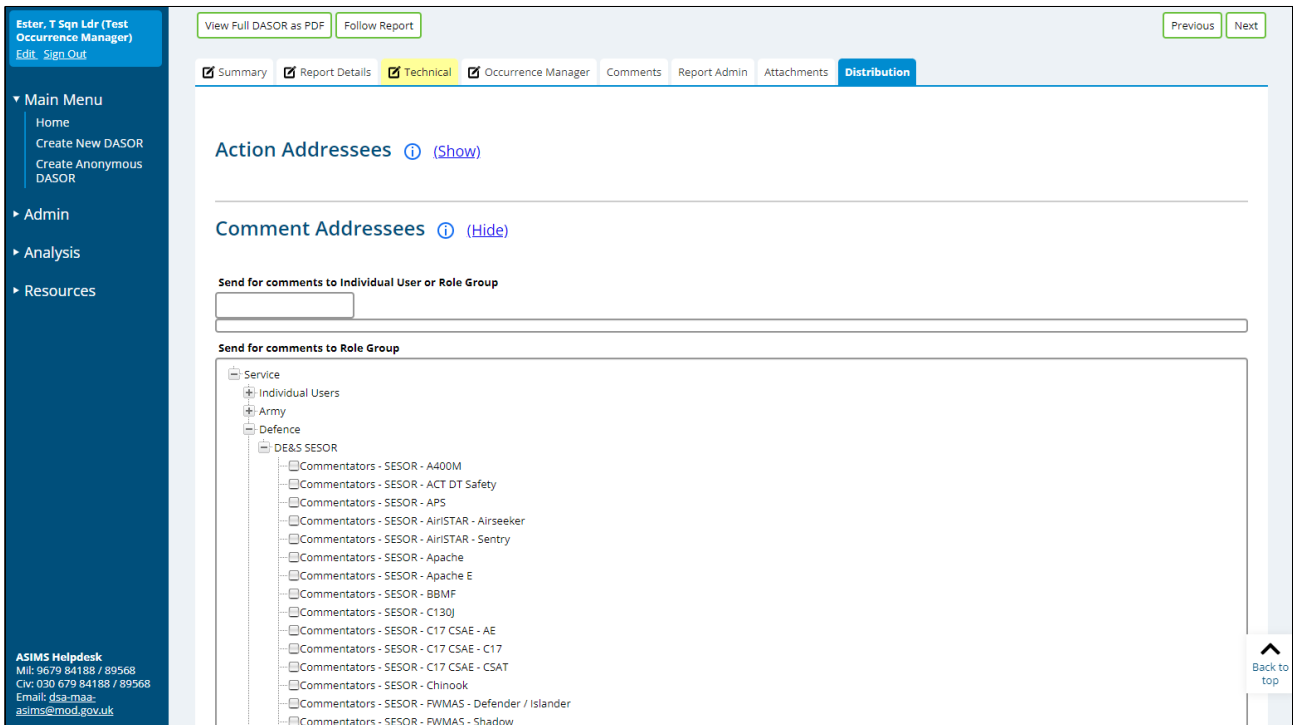 Ester, T Sqn Ldr (Test
Occurrence Manager)
Edit Sign Out
Main Menu
Home
Create New DASOR
Create Anonymous
DASOR
Admin
Analysis
Resources
ASIMS Helpdesk
Mil: 9679 84188 / 89568
Civ: 030 679 84188 / 89568
Email: dsa-maa-
asims@mod.gov.uk
View Full DASOR as PDF Follow Report Previous Next
Summary Report Details Technical Occurrence Manager Comments Report Admin Attachments Distribution
Action Addressees (Show)
Comment Addressees (Hide)
Send for comments to Individual User or Role Group
Send for comments to Role Group
Service
Individual Users
Army
Defence
DE&S SESOR
Commentators - SESOR - A400M
Commentators - SESOR - ACT DT Safety
Commentators - SESOR - APS
Commentators - SESOR - AirISTAR - Airseeker
Commentators - SESOR - AirISTAR - Sentry
Commentators - SESOR - Apache
Commentators - SESOR - Apache E
Commentators - SESOR - BBMF
Commentators - SESOR - C130J
Commentators - SESOR - C17 CSAE - AE
Commentators - SESOR - C17 CSAE - C17
Commentators - SESOR - C17 CSAE - CSAT
Commentators - SESOR - Chinook
Commentators - SESOR - FWMAS - Defender / Islander
Commentators - SESOR - FWMAS - Shadow
Back to
top